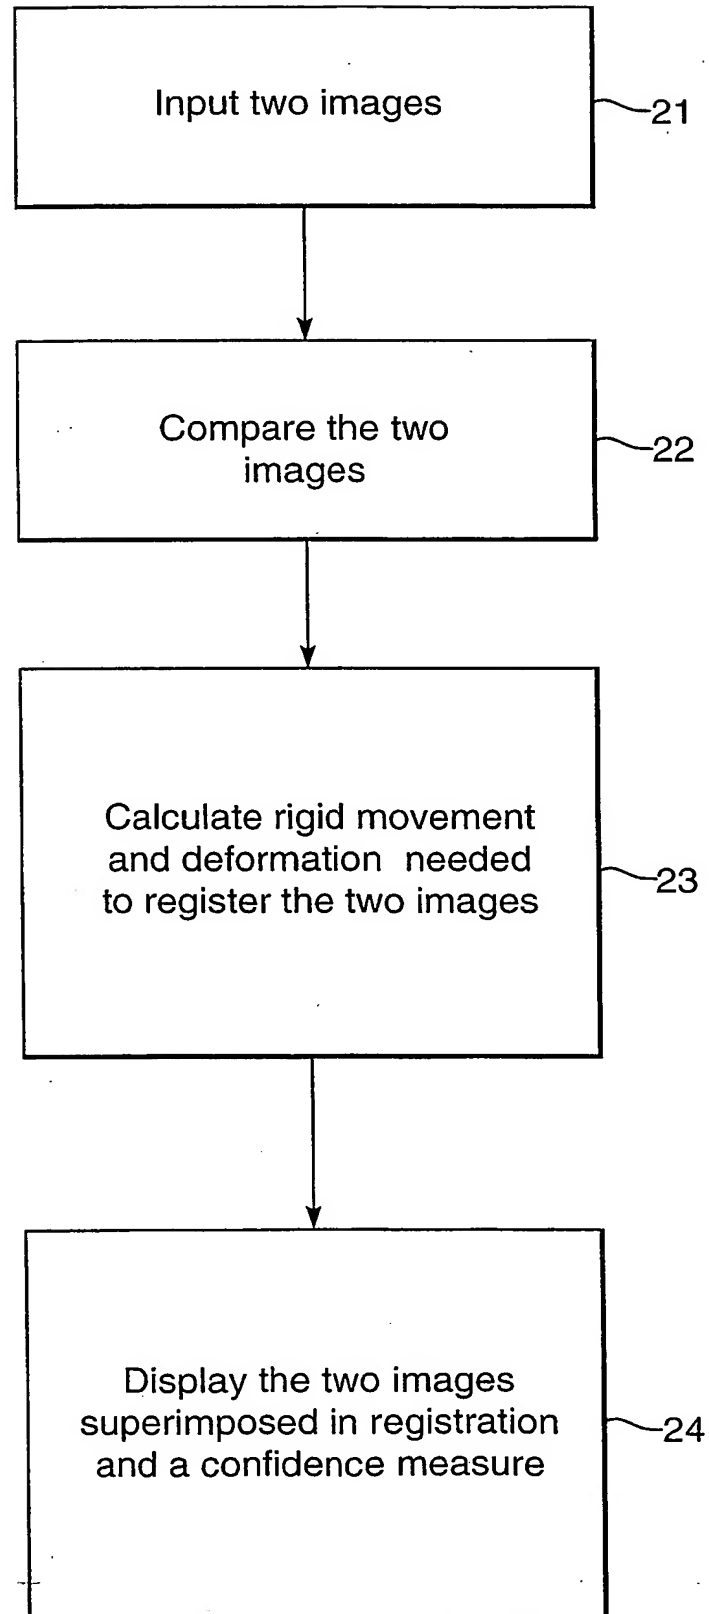 Input two images
21
Compare the two
images
22
Calculate rigid movement
and deformation needed
to register the two images
23
Display the two images
superimposed in registration
and a confidence measure
24